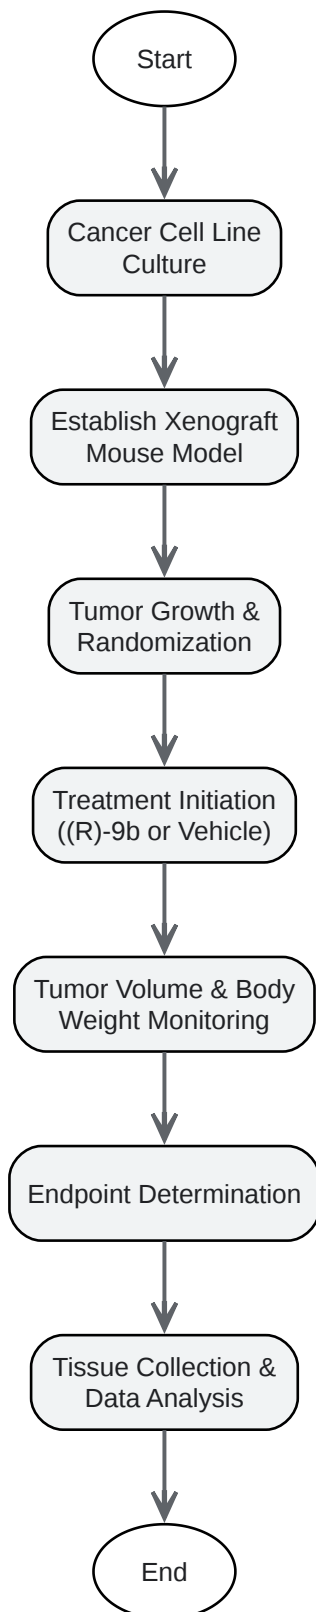 Start
Cancer Cell Line
Culture
Establish Xenograft
Mouse Model
Tumor Growth &
Randomization
Treatment Initiation
((R)-9b or Vehicle)
Tumor Volume & Body
Weight Monitoring
Endpoint Determination
Tissue Collection &
Data Analysis
End